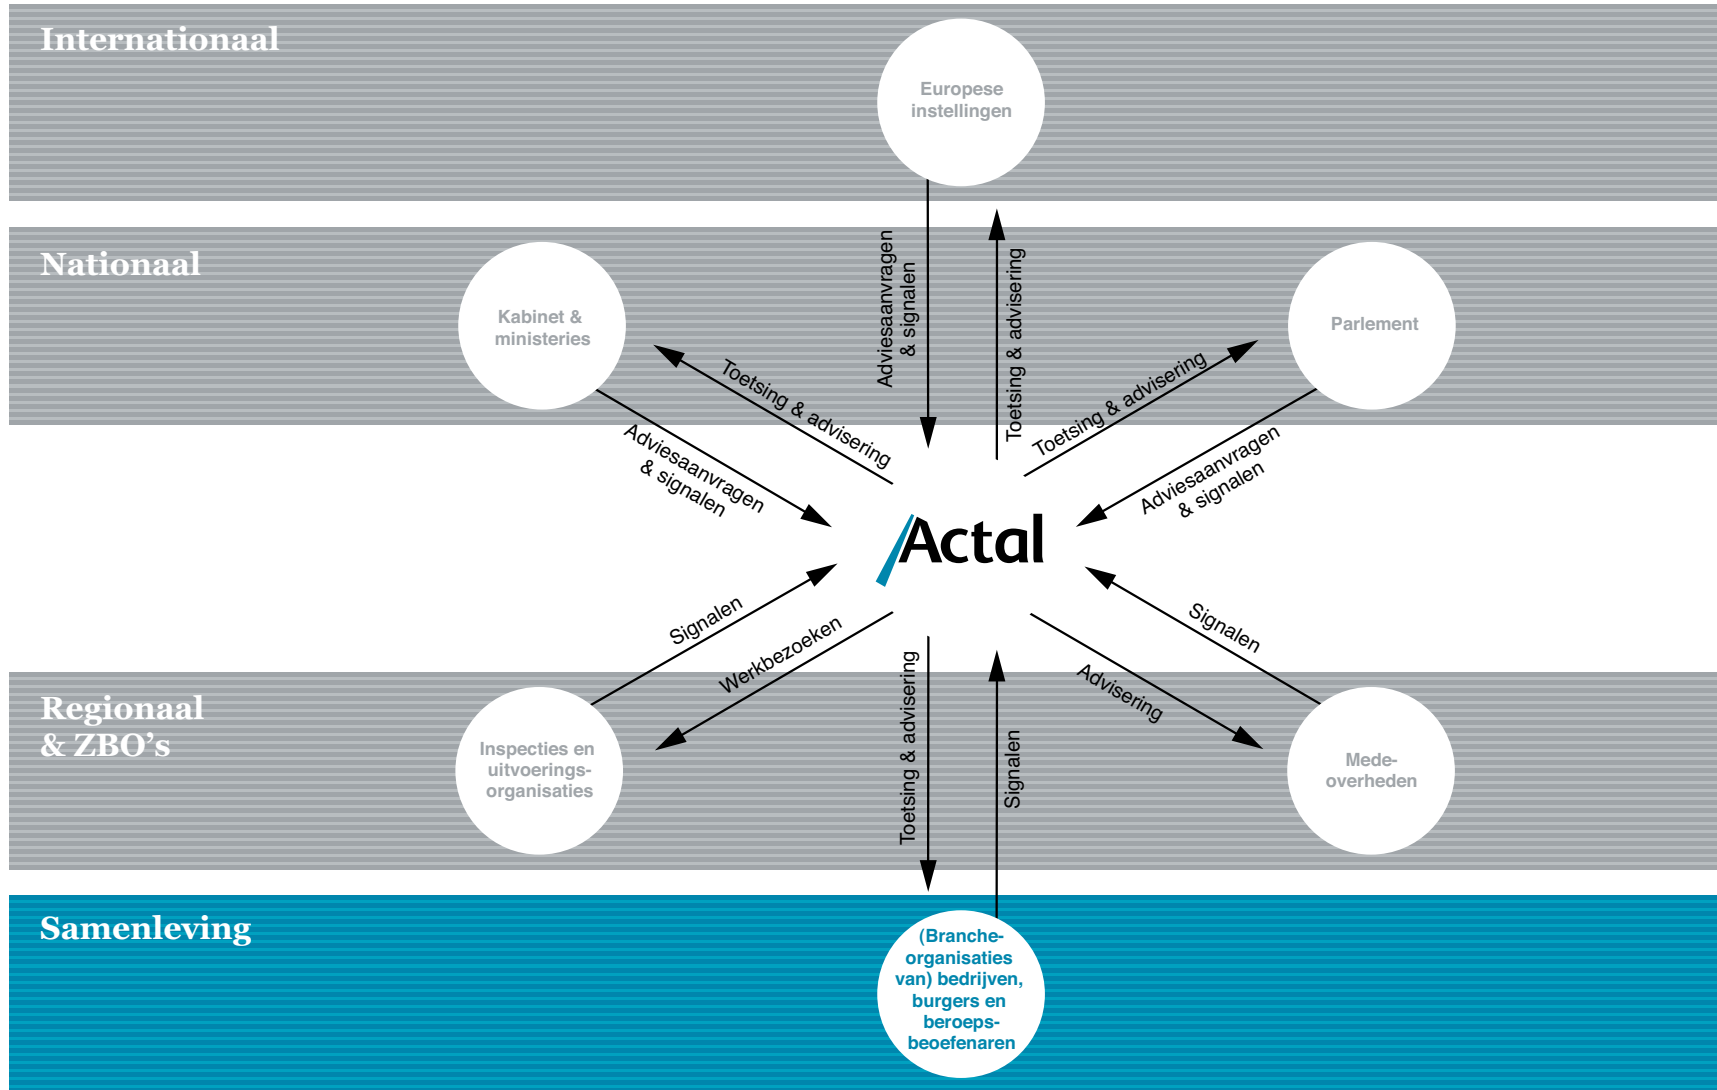 Internationaal
Europese
instellingen
Nationaal
Kabinet &
ministeries
Parlement
Adviesaanvragen
& signalen
Toetsing & advisering
Toetsing & advisering
Adviesaanvragen
& signalen
Toetsing & advisering
Adviesaanvragen
& signalen
Actal
Signalen
Werkbezoeken
Toetsing & advisering
Signalen
Signalen
Advisering
Regionaal
& ZBO’s
Inspecties en
uitvoerings-
organisaties
Mede-
overheden
Samenleving
(Branche-
organisaties
van) bedrijven,
burgers en
beroeps-
beoefenaren